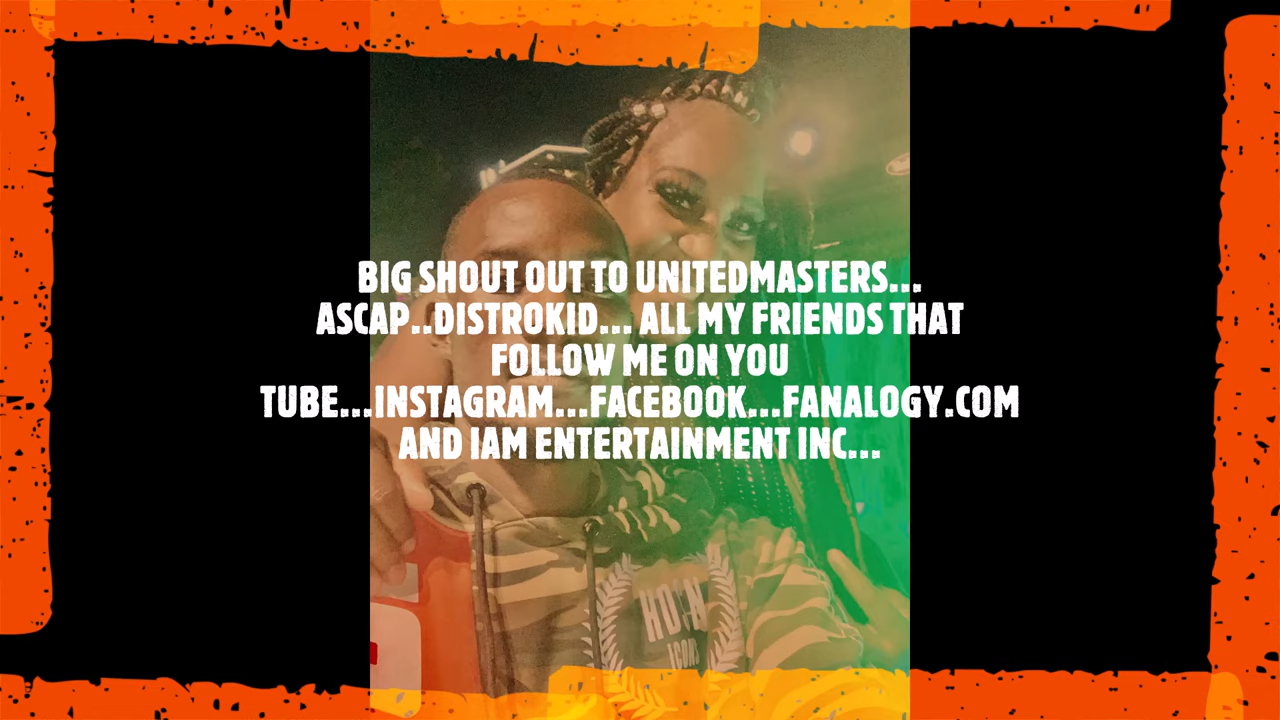 BIG SHOUT OUT TO UNITEDMASTERS...
ASCAP..DISTROKID... ALL MY FRIENDS THAT
FOLLOW ME ON YOU
TUBE...INSTAGRAM...FACEBOOK...FANALOGY.COM
AND IAM ENTERTAINMENT INC...